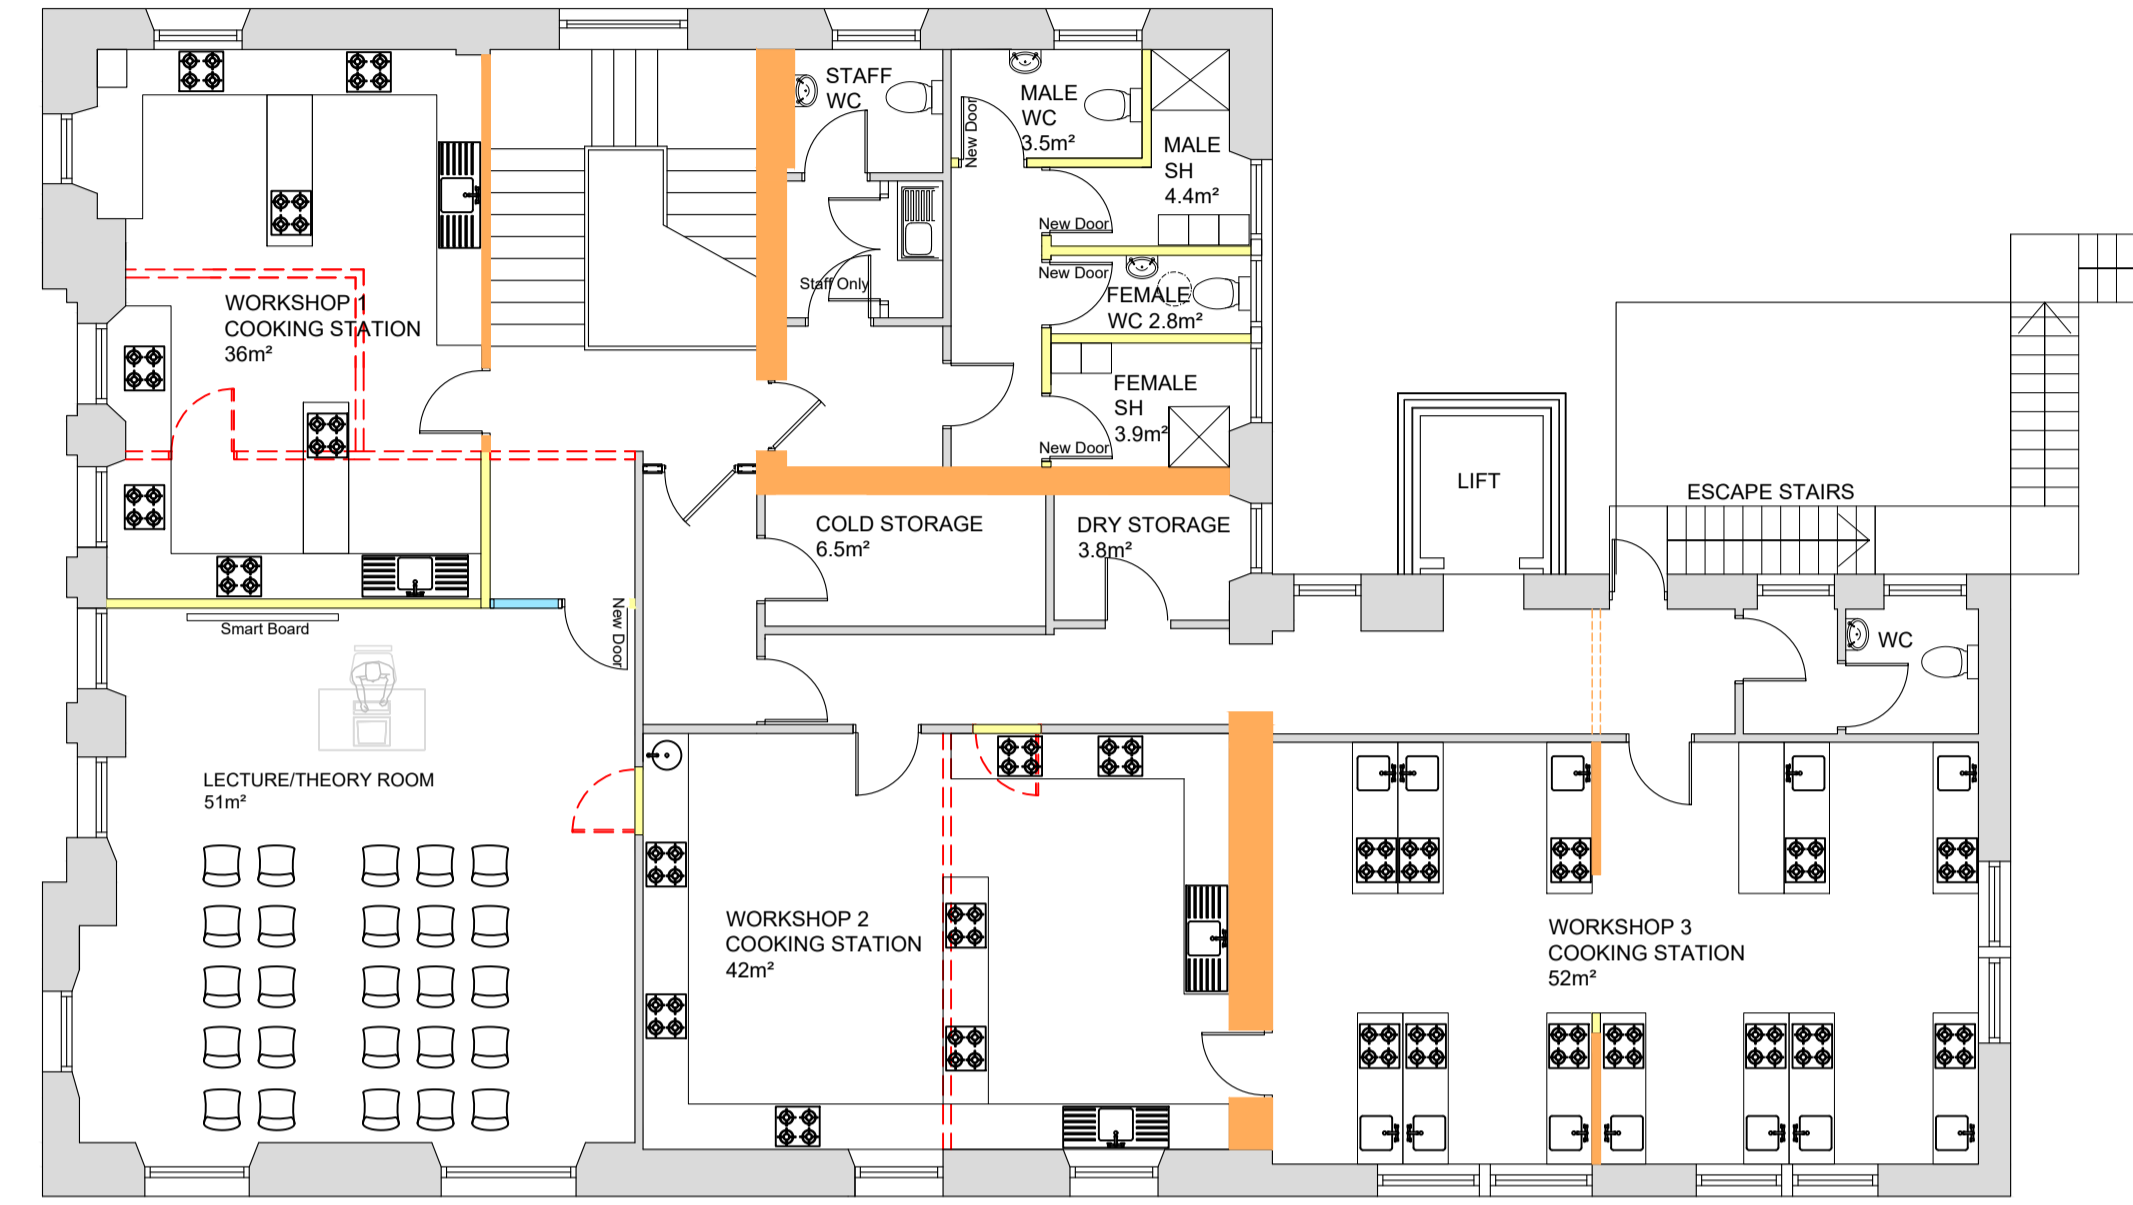 STAFF
WC
MALE
WC
3.5m²
New Door
MALE
SH
4.4m²
New Door
Staff Only
New Door
FEMALE
WC 2.8m²
WORKSHOP 1
COOKING STATION
36m²
FEMALE
SH
3.9m²
New Door
LIFT
ESCAPE STAIRS
COLD STORAGE
6.5m²
DRY STORAGE
3.8m²
Smart Board
New Door
WC
LECTURE/THEORY ROOM
51m²
WORKSHOP 2
COOKING STATION
42m²
WORKSHOP 3
COOKING STATION
52m²